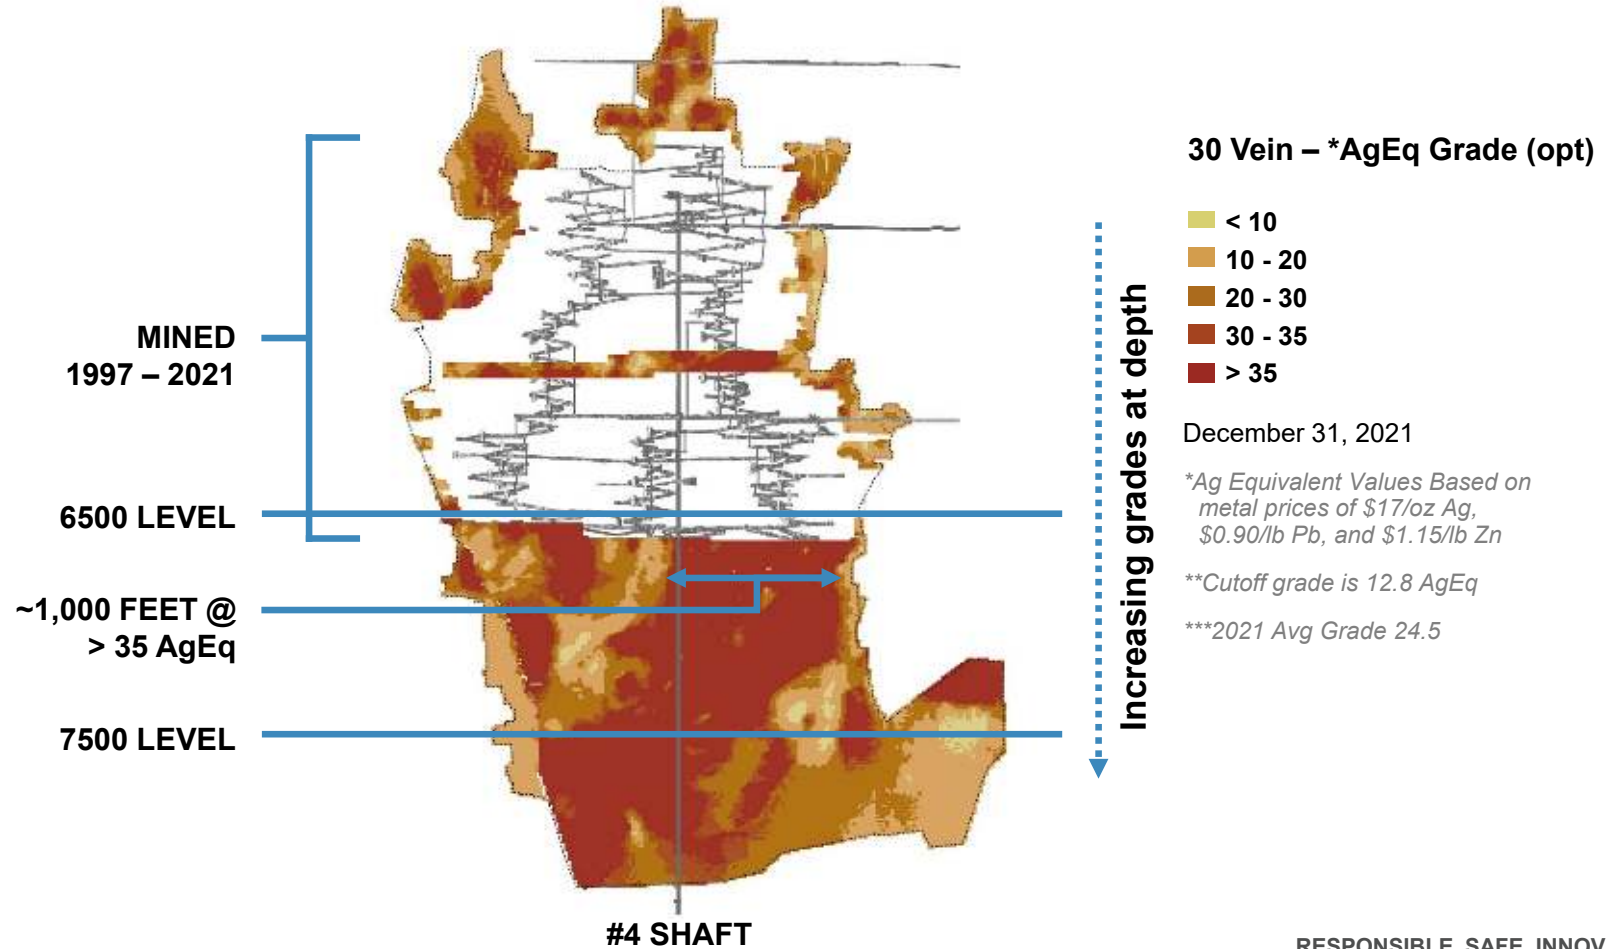 30 Vein – *AgEq Grade (opt)
< 10
10 - 20
20 - 30
30 - 35
> 35
December 31, 2021
*Ag Equivalent Values Based on
metal prices of $17/oz Ag,
$0.90/lb Pb, and $1.15/lb Zn
**Cutoff grade is 12.8 AgEq
***2021 Avg Grade 24.5
Increasing grades at depth
MINED
1997 – 2021
6500 LEVEL
~1,000 FEET @
> 35 AgEq
7500 LEVEL
#4 SHAFT
RESPONSIBLE. SAFE. INNOV